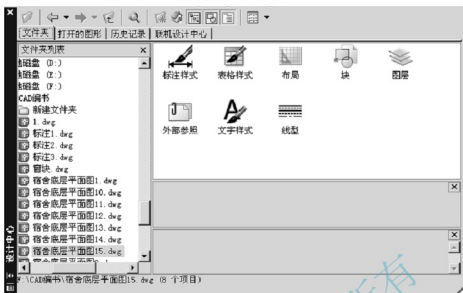 文件夹 打开的图形 历史记录 联机设计中心
文件夹列表
磁盘 (D:)
磁盘 (E:)
磁盘 (F:)
CAD编书
新建文件夹
1.dwg
标注1.dwg
标注2.dwg
标注3.dwg
窗块.dwg
宿舍底层平面图1.dwg
宿舍底层平面图10.dwg
宿舍底层平面图11.dwg
宿舍底层平面图12.dwg
宿舍底层平面图13.dwg
宿舍底层平面图14.dwg
宿舍底层平面图15.dwg
标注样式 表格样式 布局 块 图层
外部参照 文字样式 线型
设计中心
F:\CAD编书\宿舍底层平面图15.dwg (8 个项目)
所有